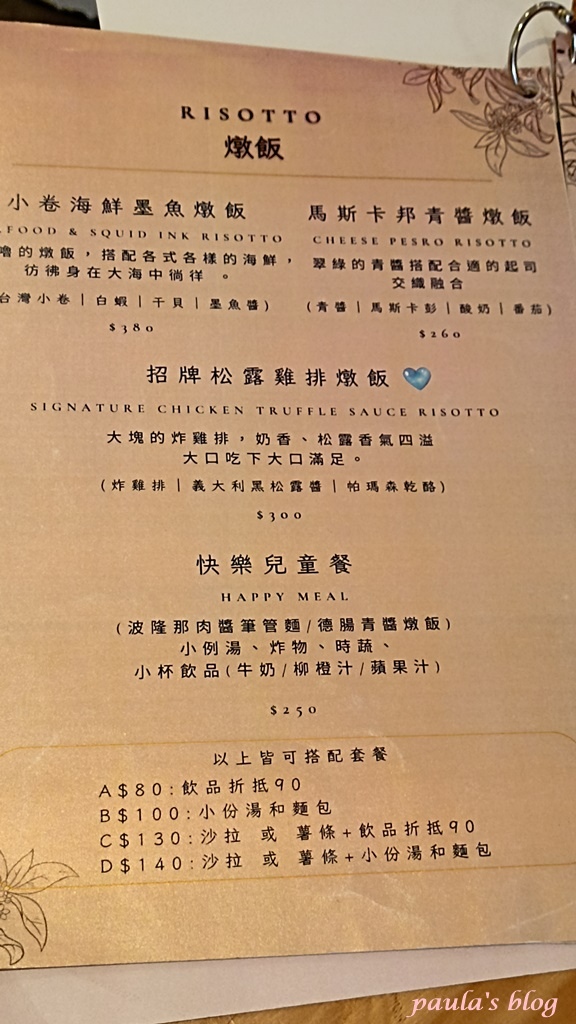 RISOTTO
燉飯
小卷海鮮墨魚燉飯
FOOD & SQUID INK RISOTTO
嚕的燉飯，搭配各式各樣的海鮮，
彷彿身在大海中徜徉。
台灣小卷|白蝦|干貝|墨魚醬)
$380
馬斯卡邦青醬燉飯
CHEESE PESRO RISOTTO
翠綠的青醬搭配合適的起司
交織融合
(青醬|馬斯卡彭|酸奶|番茄)
$260
招牌松露雞排燉飯
SIGNATURE CHICKEN TRUFFLE SAUCE RISOTTO
大塊的炸雞排，奶香、松露香氣四溢
大口吃下大口滿足。
(炸雞排|義大利黑松露醬|帕瑪森乾酪)
$300
快樂兒童餐
HAPPY MEAL
(波隆那肉醬筆管麵/德腸青醬燉飯)
小例湯、炸物、時蔬、
小杯飲品(牛奶/柳橙汁/蘋果汁)
$250
以上皆可搭配套餐
A$80:飲品折抵90
B$100:小份湯和麵包
C$130:沙拉 或 薯條+飲品折抵90
D$140:沙拉 或 薯條+小份湯和麵包
paula's blog